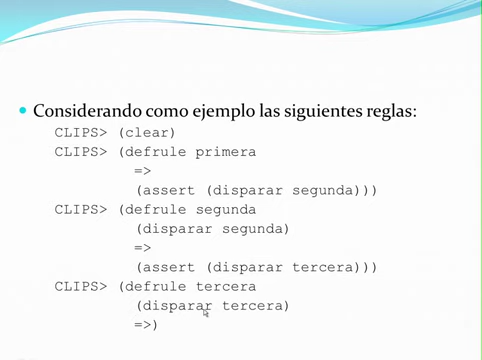 Considerando como ejemplo las siguientes reglas:
CLIPS> (clear)
CLIPS> (defrule primera
=>
(assert (disparar segunda)))
CLIPS> (defrule segunda
(disparar segunda)
=>
(assert (disparar tercera)))
CLIPS> (defrule tercera
(disparar tercera)
=>)